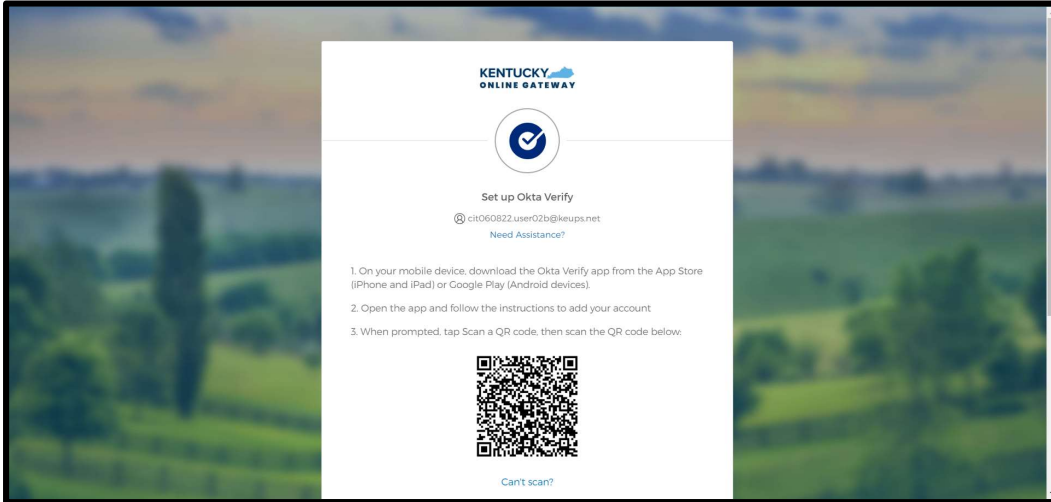 KENTUCKY
ONLINE GATEWAY
Set up Okta Verify
cit060822.user02b@keups.net
Need Assistance?
1. On your mobile device, download the Okta Verify app from the App Store
(iPhone and iPad) or Google Play (Android devices).
2. Open the app and follow the instructions to add your account
3. When prompted, tap Scan a QR code, then scan the QR code below:
Can't scan?